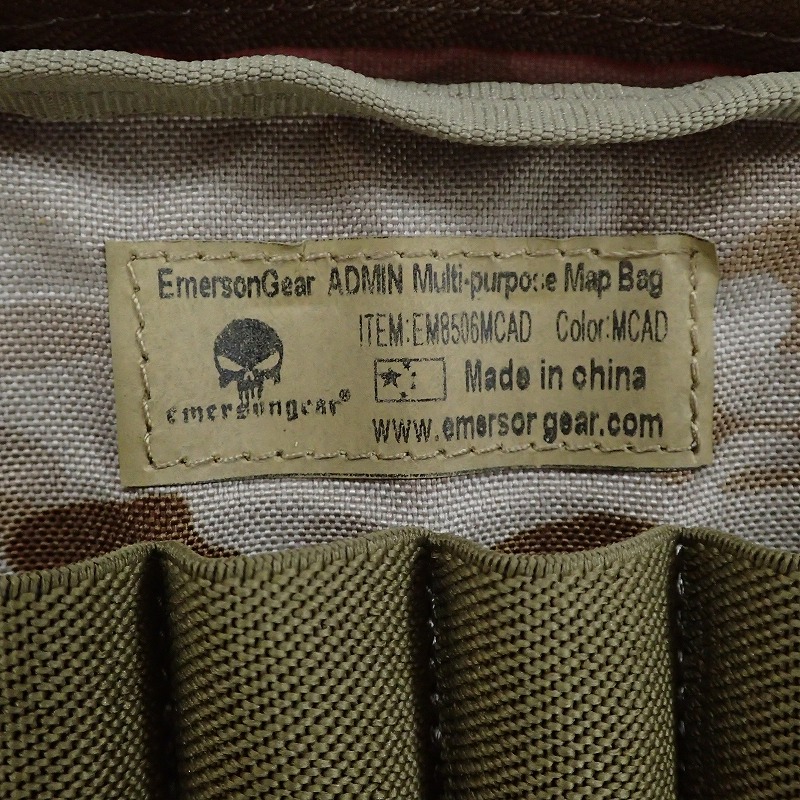 EmersonGear ADMIN Multi-purpose Map Bag
ITEM:EM8506MCAD Color:MCAD
emersongear®
Made in china
www.emersongear.com